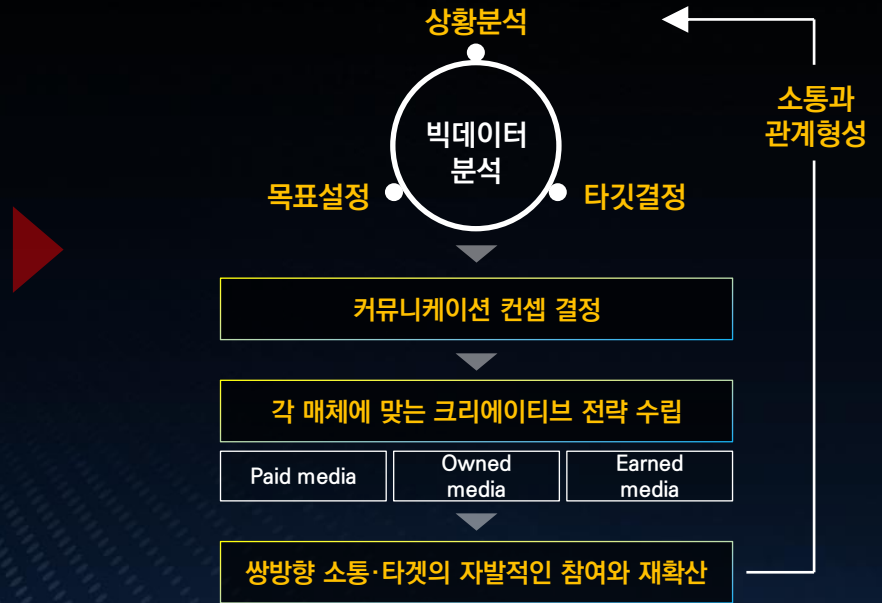 상황분석
소통과
관계형성
빅데이터
분석
목표설정
타깃결정
커뮤니케이션 컨셉 결정
각 매체에 맞는 크리에이티브 전략 수립
Paid media
Owned
media
Earned
media
쌍방향 소통·타겟의 자발적인 참여와 재확산